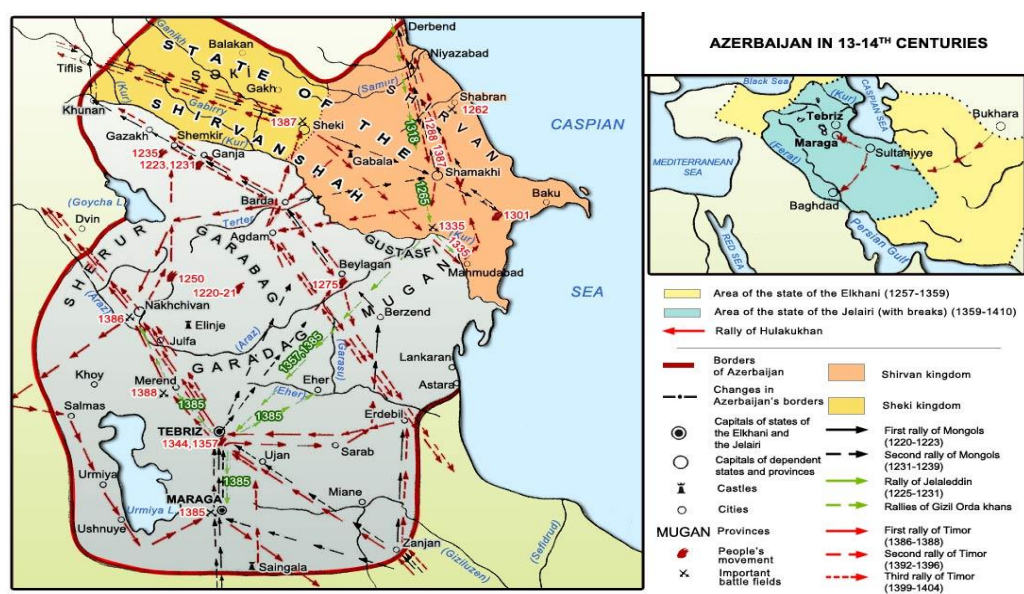 AZERBAIJAN IN 13-14TH CENTURIES
Derbend
Ganikh
Balakan
Niyazabad
Tiflis
STATE OF THE SHIRVANSHAH
ŞƏKİ
Gakh
(Samur)
SHIRVAN
(Kur)
Gabirry
Shabran
1262
Khunan
1387
Sheki
1318
1288 1387
Gazakh
Shemkir
(Kur)
1235
1223, 1231
Ganja
Gabala
Shamakhi
CASPIAN
SEA
1265
Baku
1301
(Goycha L.)
Dvin
Barda
Terter
Agdam
1335
(Kur)
1335
GUSTASFI
SHERUR
GARABAG
Beylagan
Mahmudabad
1250
1220-21
1275
MUGAN
(Araz)
Nakhchivan
1386
Elinje
Julfa
(Araz)
Berzend
GARADAG
1357,1385
(Garasu)
Lankaran
Khoy
Merend
1388
Eher
(Eher)
Astara
Salmas
1385
1385
Erdebil
TEBRIZ
1344,1357
Ujan
Sarab
Urmiya
1385
MARAGA
1385
Miane
Urmiya L.
Ushnuye
Zanjan
(Giziluzen)
(Sefidrud)
Saingala
Black Sea
(Kur)
CASPIAN SEA
Bukhara
Tebriz
Maraga
Sultaniyye
MEDITERRANEAN
SEA
(Ferat)
Baghdad
RED SEA
Persian Gulf
Area of the state of the Elkhani (1257-1359)
Area of the state of the Jelairi (with breaks) (1359-1410)
Rally of Hulakukhan
Borders
of Azerbaijan
Changes in
Azerbaijan's borders
Capitals of states of
the Elkhani and
the Jelairi
Capitals of dependent
states and provinces
Castles
Cities
MUGAN Provinces
People's
movement
Important
battle fields
Shirvan kingdom
Sheki kingdom
First rally of Mongols
(1220-1223)
Second rally of Mongols
(1231-1239)
Rally of Jelaleddin
(1225-1231)
Rallies of Gizil Orda khans
First rally of Timor
(1386-1388)
Second rally of Timor
(1392-1396)
Third rally of Timor
(1399-1404)